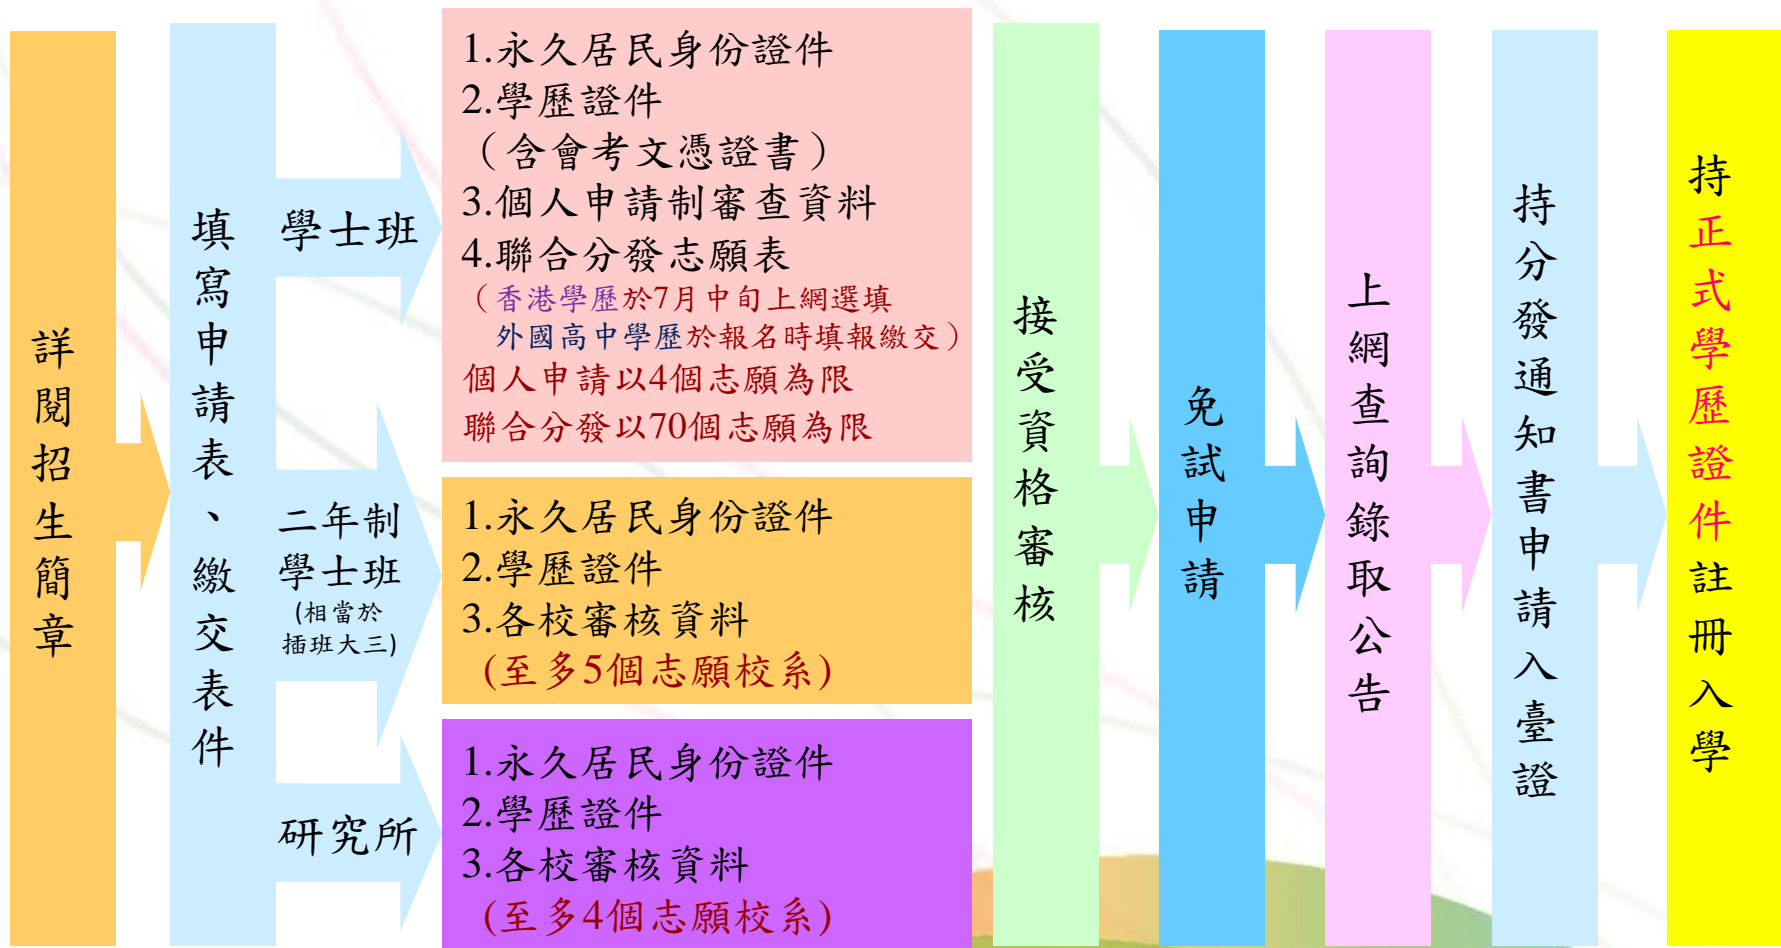 詳閱招生簡章
填寫申請表、繳交表件
學士班
1.永久居民身份證件
2.學歷證件
（含會考文憑證書）
3.個人申請制審查資料
4.聯合分發志願表
（香港學歷於7月中旬上網選填
外國高中學歷於報名時填報繳交）
個人申請以4個志願為限
聯合分發以70個志願為限
二年制
學士班
(相當於
插班大三)
1.永久居民身份證件
2.學歷證件
3.各校審核資料
(至多5個志願校系)
研究所
1.永久居民身份證件
2.學歷證件
3.各校審核資料
(至多4個志願校系)
接受資格審核
免試申請
上網查詢錄取公告
持分發通知書申請入臺證
持正式學歷證件註冊入學